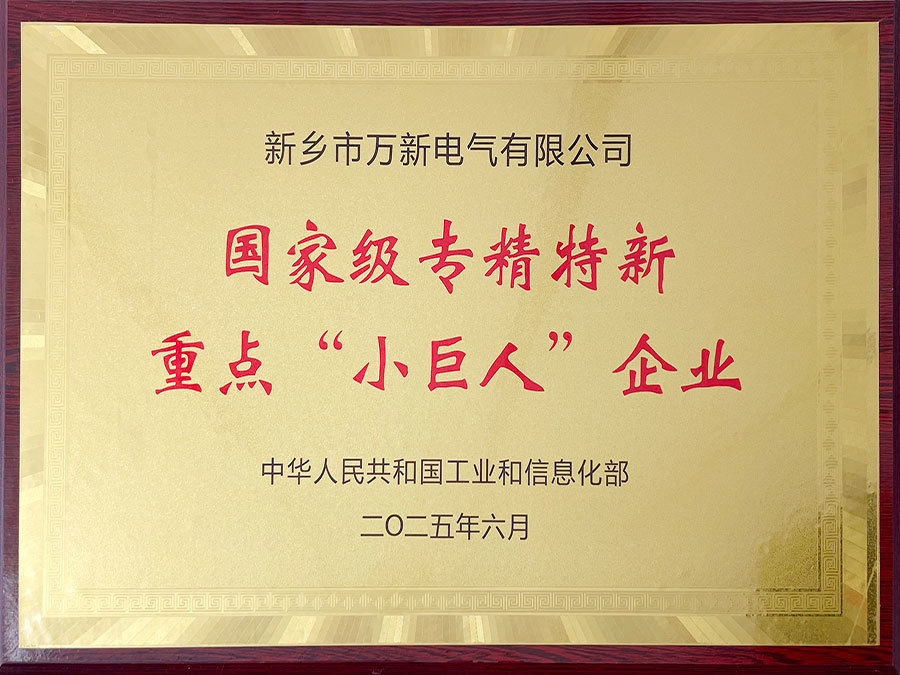 新乡市万新电气有限公司
国家级专精特新
重点“小巨人”企业
中华人民共和国工业和信息化部
二〇二五年六月